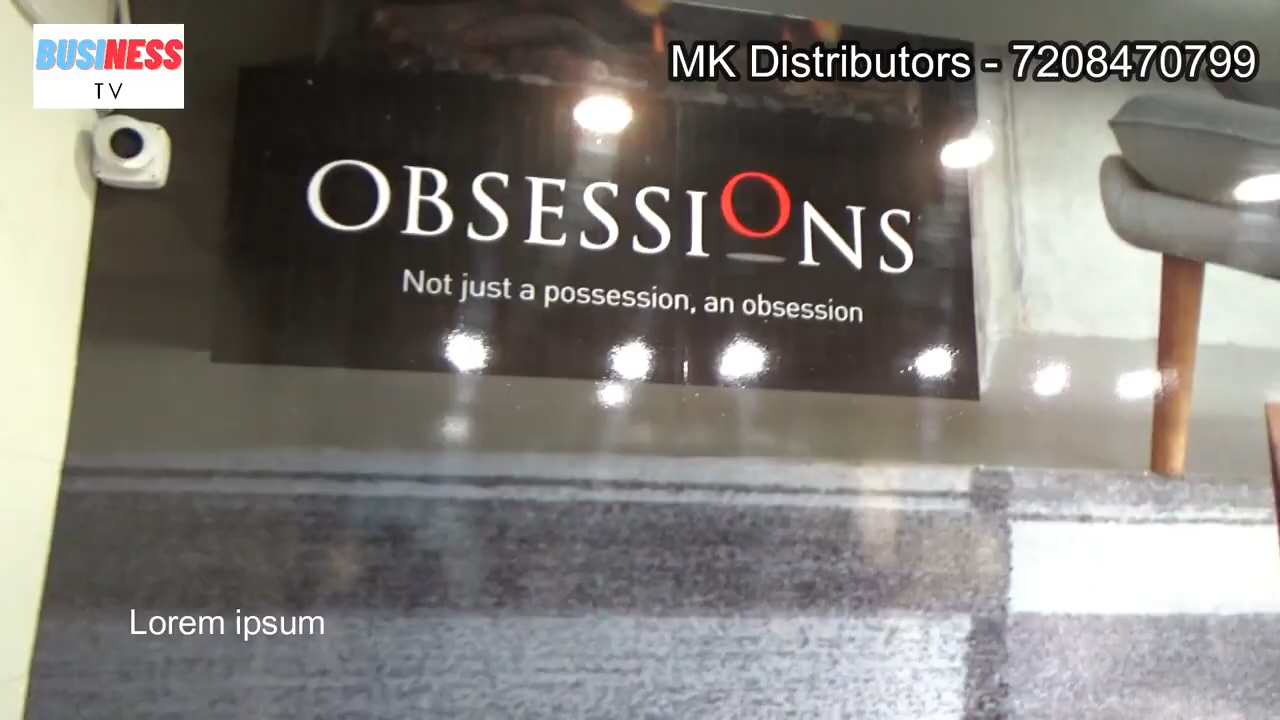 BUSINESS
TV
MK Distributors - 7208470799
OBSESSIONS
Not just a possession, an obsession
Lorem ipsum